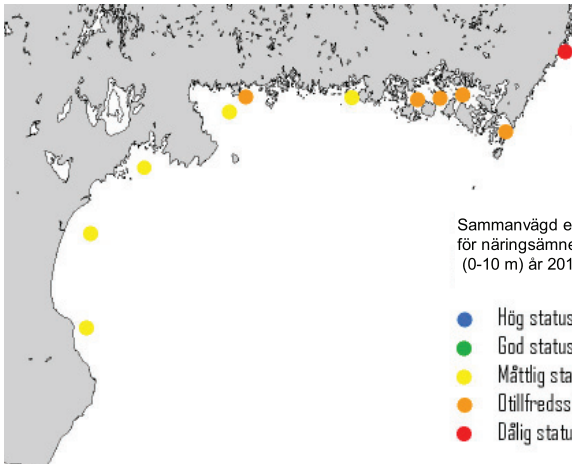 Sammanvägd e
för näringsämne
(0-10 m) år 201
Hög status
God status
Måttlig sta
Otillfredss
Dålig statu